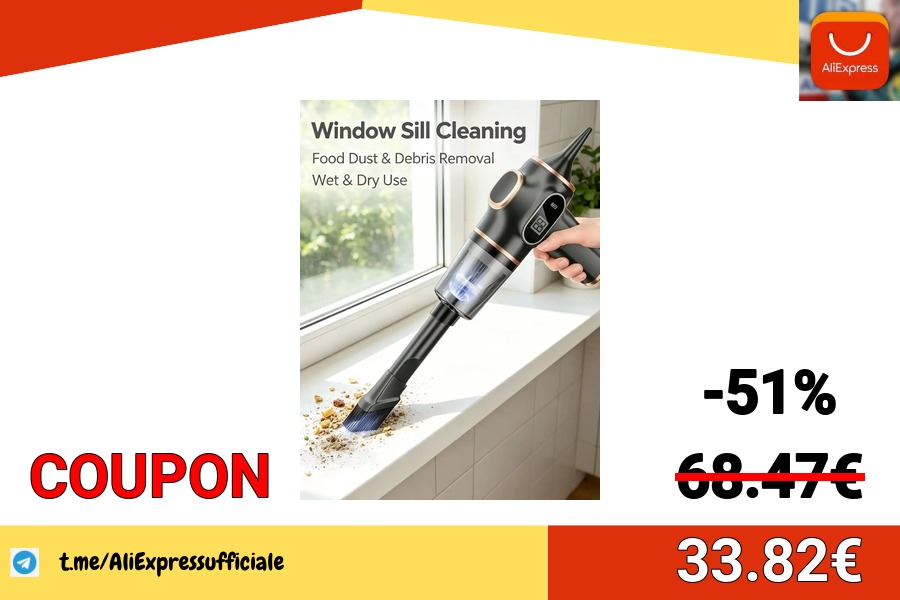 AliExpress
Window Sill Cleaning
Food Dust & Debris Removal
Wet & Dry Use
-51%
COUPON
68.47€
t.me/AliExpressufficiale
33.82€